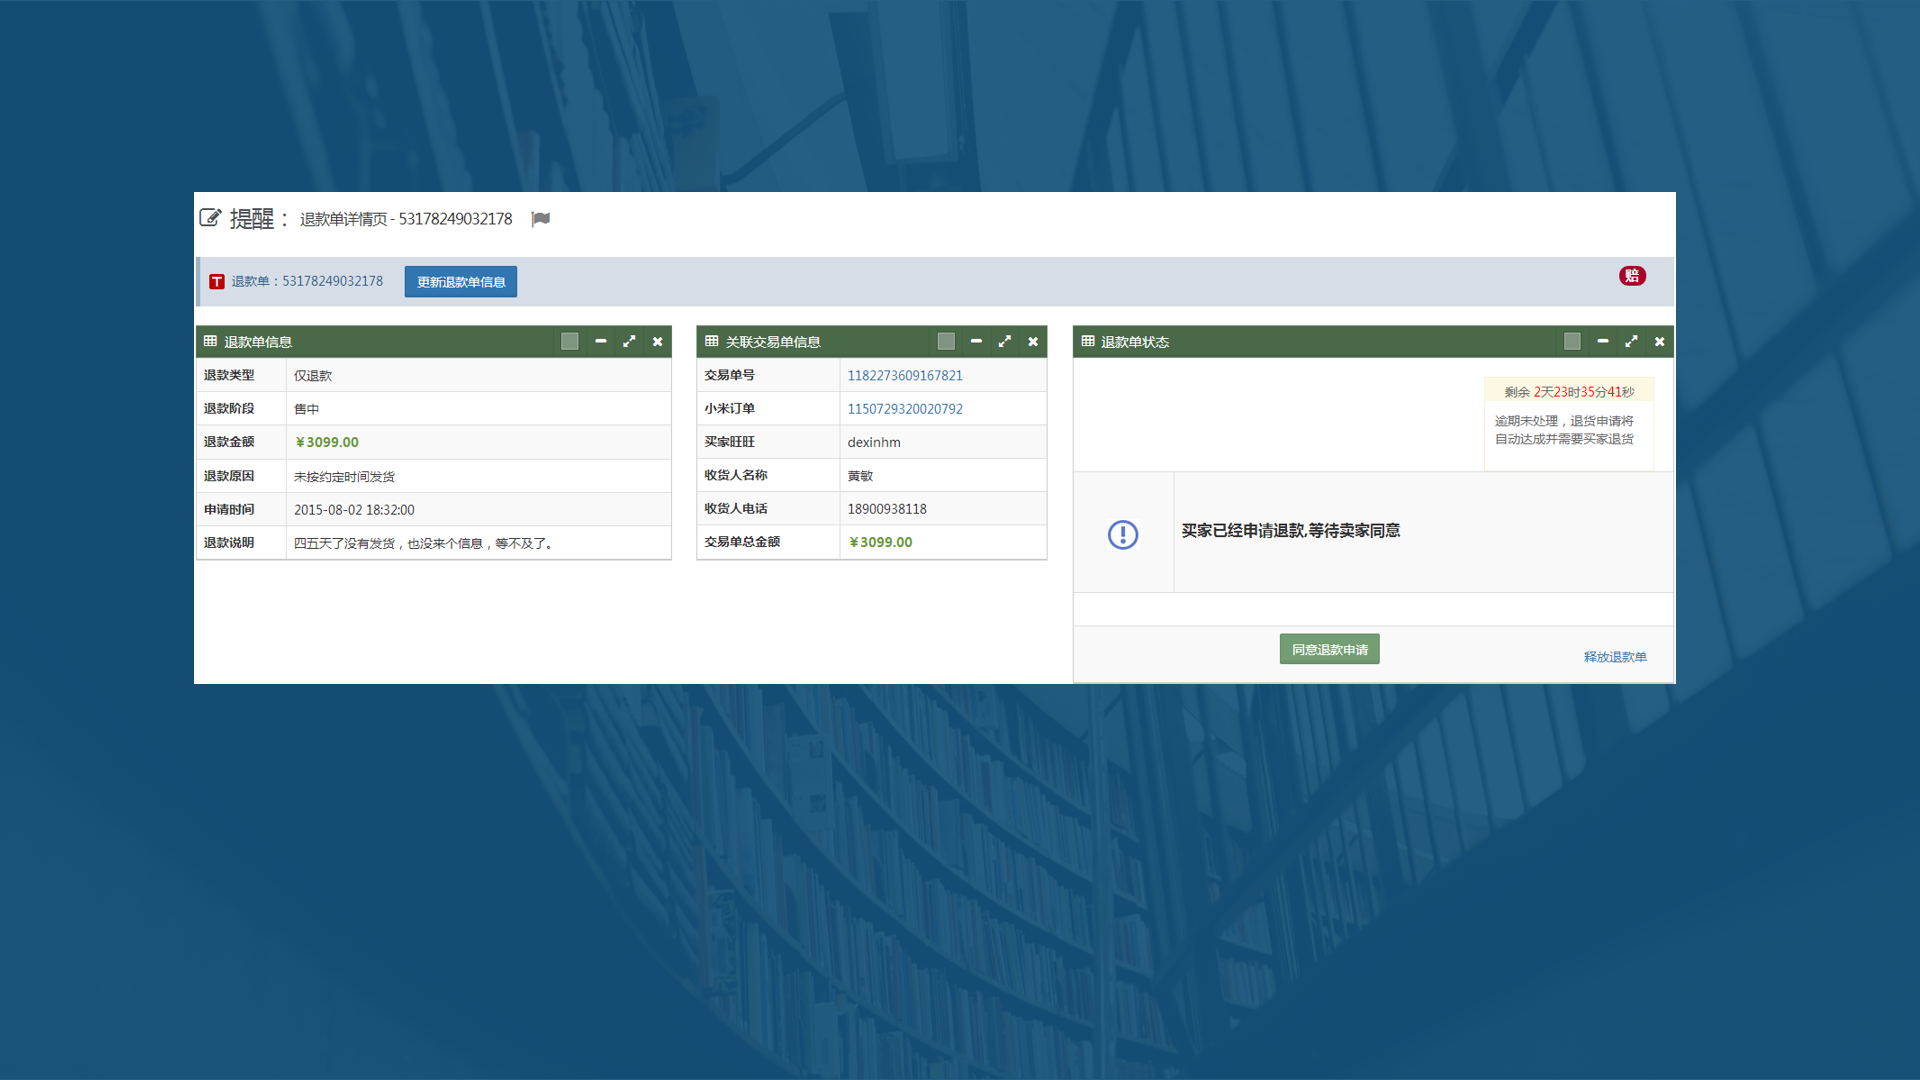 提醒： 退款单详情页 - 53178249032178
T 退款单：53178249032178 更新退款单信息 赔
退款单信息
退款类型 仅退款
退款阶段 售中
退款金额 ￥3099.00
退款原因 未按约定时间发货
申请时间 2015-08-02 18:32:00
退款说明 四五天了没有发货，也没来个信息，等不及了。
关联交易单信息
交易单号 1182273609167821
小米订单 1150729320020792
买家旺旺 dexinhm
收货人名称 黄敏
收货人电话 18900938118
交易单总金额 ￥3099.00
退款单状态
剩余 2天23时35分41秒
逾期未处理，退货申请将
自动达成并需要买家退货
买家已经申请退款,等待卖家同意
同意退款申请
释放退款单